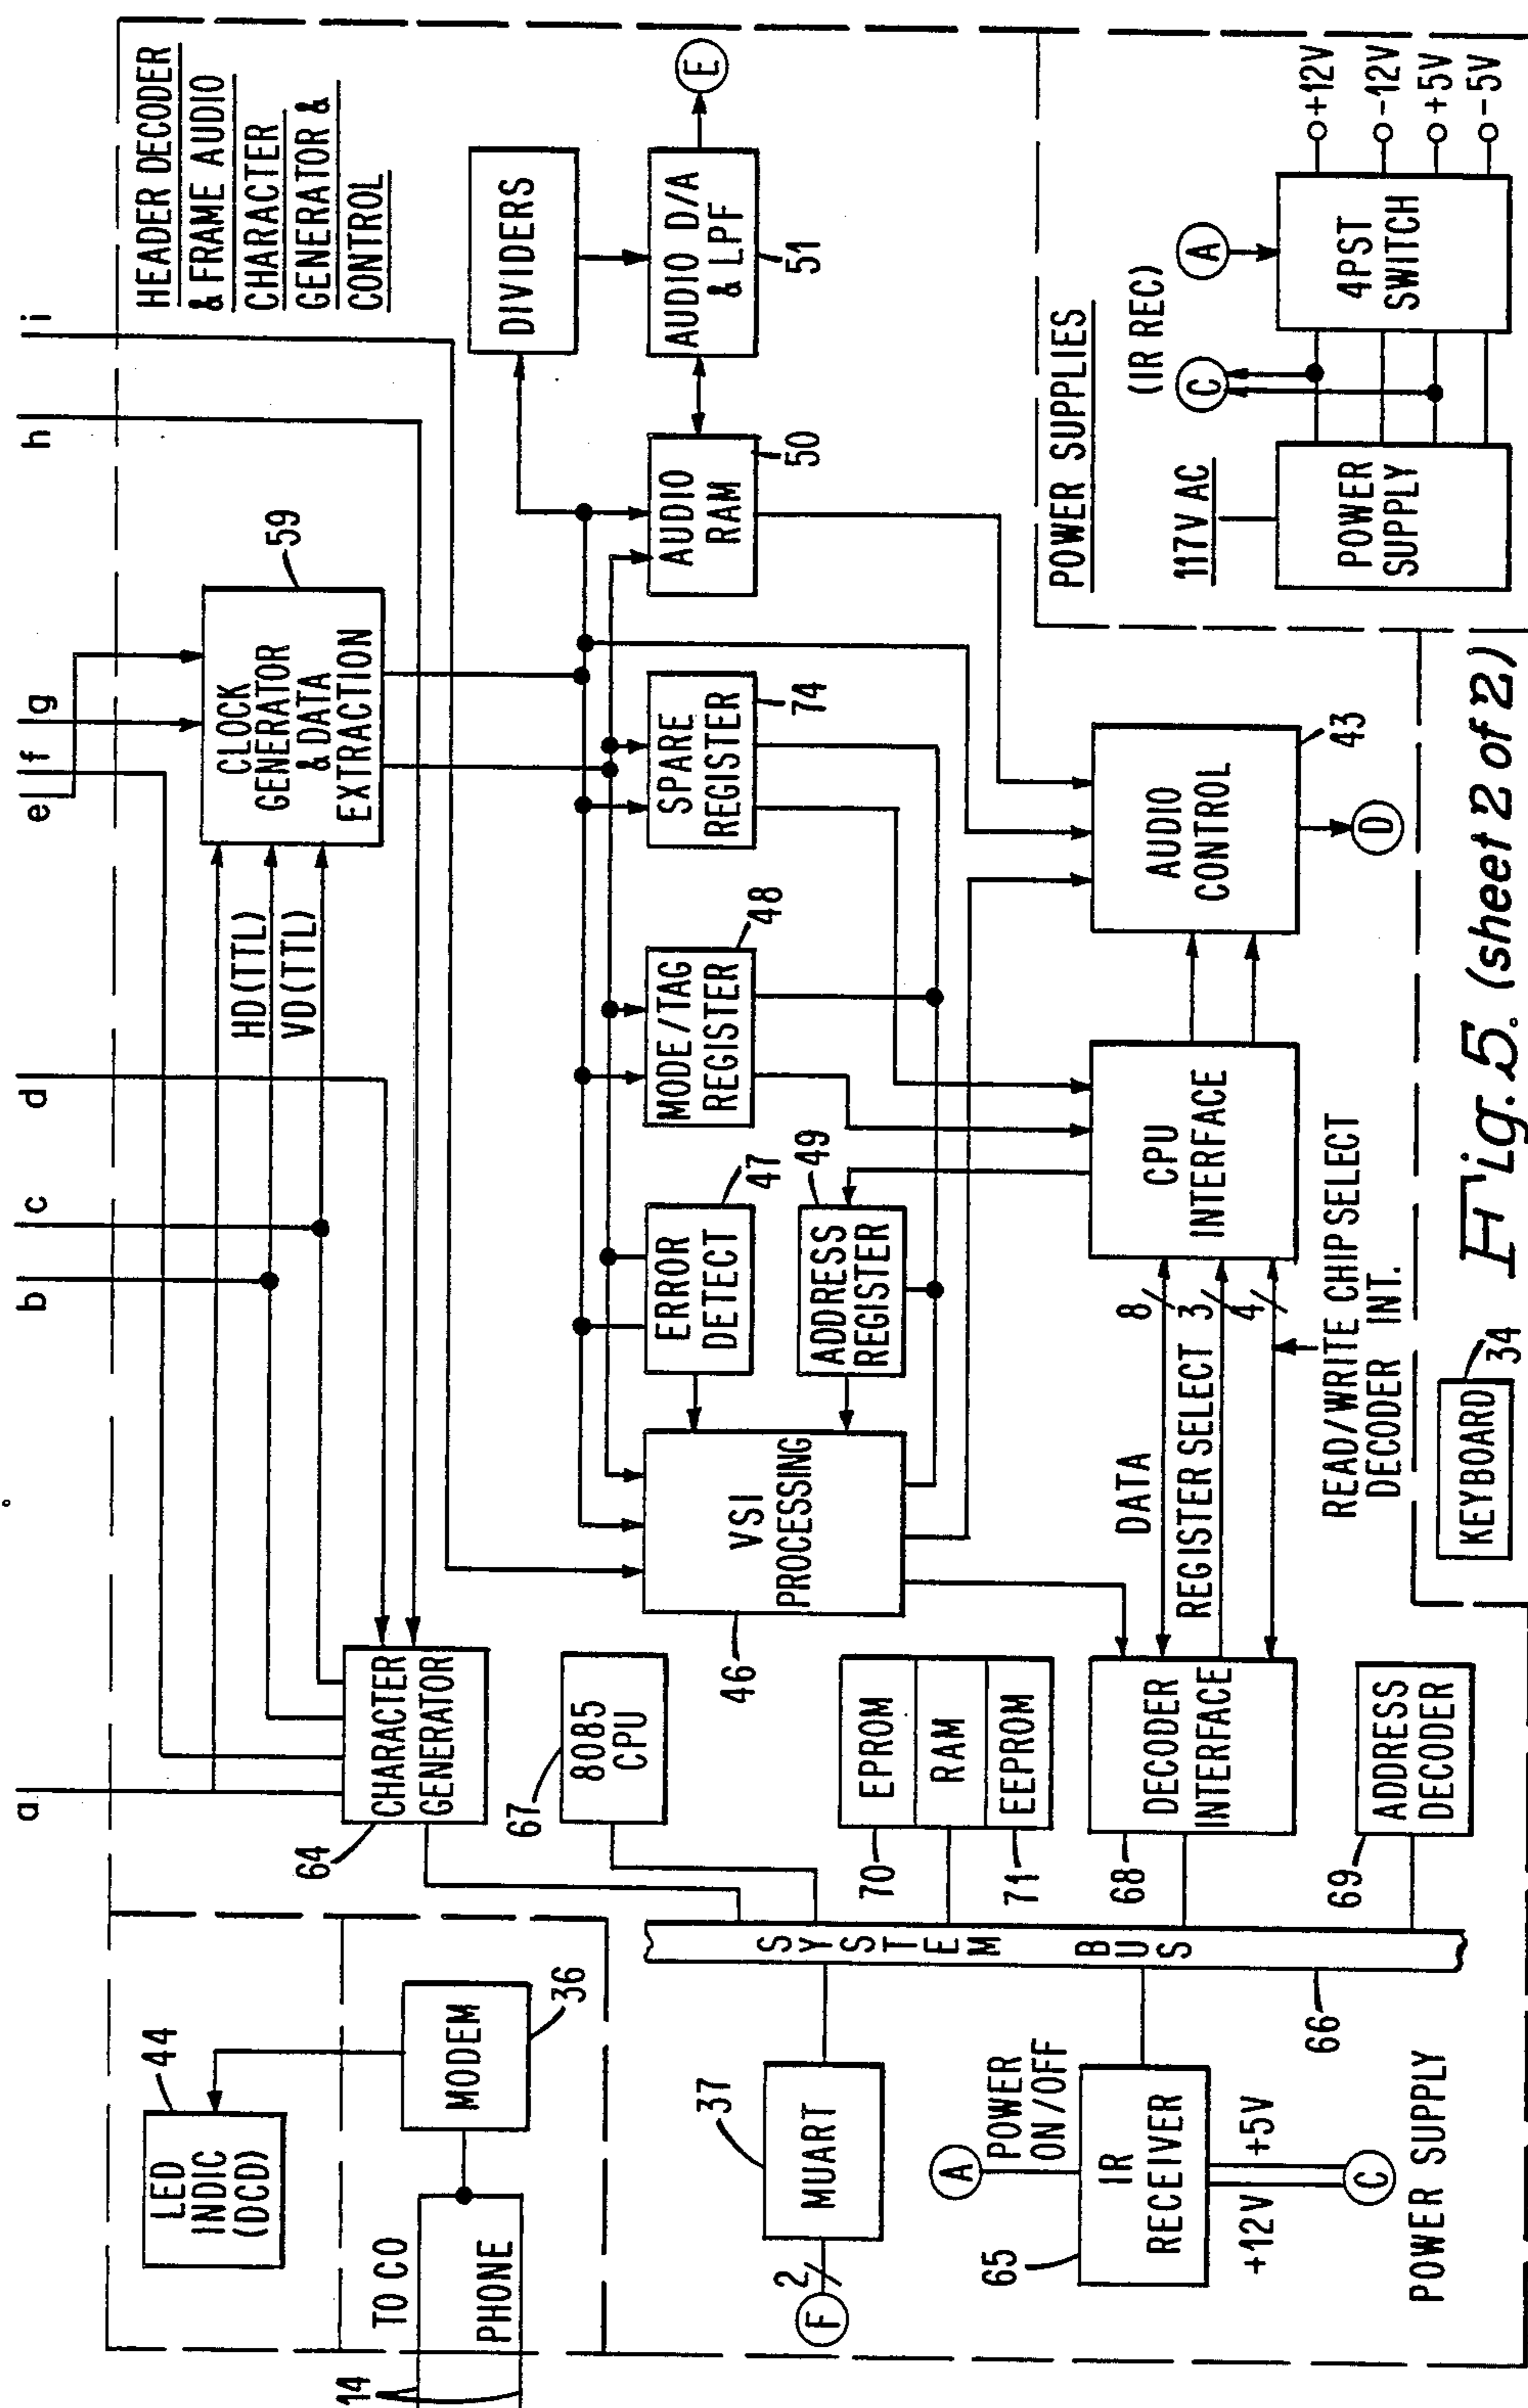 a
b
c
d
e
f
g
h
i
HEADER DECODER
& FRAME AUDIO
CHARACTER
GENERATOR &
CONTROL
44
LED
INDIC
(DCD)
TO CO
PHONE
14
MODEM
36
64
CHARACTER
GENERATOR
HD(TTL)
VD(TTL)
CLOCK
GENERATOR
& DATA
EXTRACTION
59
67
8085
CPU
DIVIDERS
VSI
PROCESSING
46
ERROR
DETECT
47
ADDRESS
REGISTER
49
MODE/TAG
REGISTER
48
SPARE
REGISTER
74
AUDIO
RAM
50
AUDIO D/A
& LPF
51
E
SYSTEM BUS
66
37
MUART
2
F
A
POWER
ON/OFF
65
IR
RECEIVER
+12V
+5V
C
POWER SUPPLY
EPROM
RAM
EEPROM
70
71
68
DECODER
INTERFACE
69
ADDRESS
DECODER
DATA
8
REGISTER SELECT
3
4
READ/WRITE CHIP SELECT
DECODER INT.
CPU
INTERFACE
AUDIO
CONTROL
43
D
KEYBOARD
34
POWER SUPPLIES
117V AC
(IR REC)
C
A
POWER
SUPPLY
4PST
SWITCH
+12V
-12V
+5V
-5V
Fig. 5. (sheet 2 of 2)